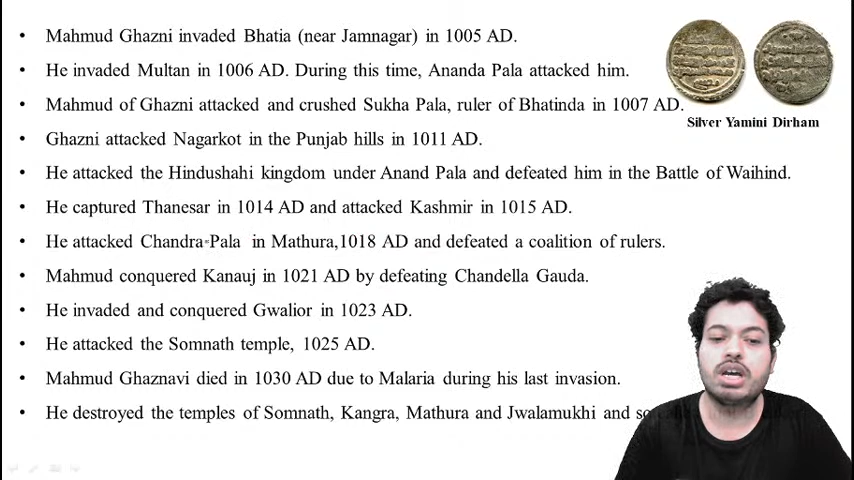 • Mahmud Ghazni invaded Bhatia (near Jamnagar) in 1005 AD.
• He invaded Multan in 1006 AD. During this time, Ananda Pala attacked him.
• Mahmud of Ghazni attacked and crushed Sukha Pala, ruler of Bhatinda in 1007 AD.
Silver Yamini Dirham
• Ghazni attacked Nagarkot in the Punjab hills in 1011 AD.
• He attacked the Hindushahi kingdom under Anand Pala and defeated him in the Battle of Waihind.
• He captured Thanesar in 1014 AD and attacked Kashmir in 1015 AD.
• He attacked Chandra Pala in Mathura,1018 AD and defeated a coalition of rulers.
• Mahmud conquered Kanauj in 1021 AD by defeating Chandella Gauda.
• He invaded and conquered Gwalior in 1023 AD.
• He attacked the Somnath temple, 1025 AD.
• Mahmud Ghaznavi died in 1030 AD due to Malaria during his last invasion.
• He destroyed the temples of Somnath, Kangra, Mathura and Jwalamukhi and